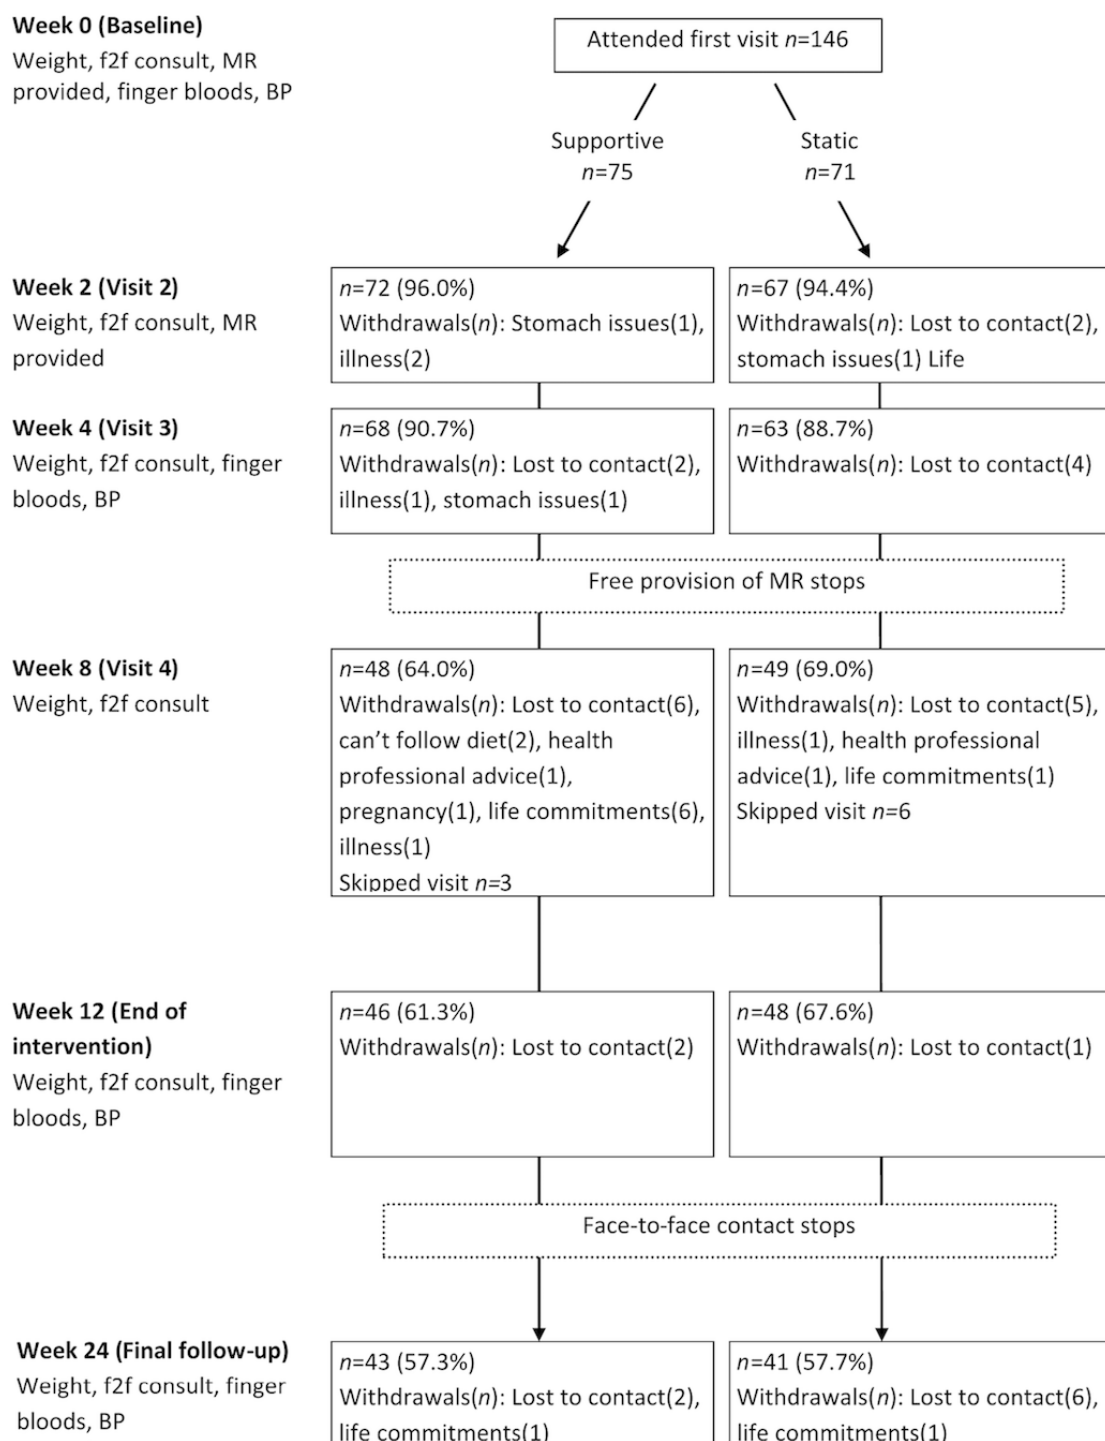 Week 0 (Baseline)
Weight, f2f consult, MR
provided, finger bloods, BP
Attended first visit n=146
Supportive
n=75
Static
n=71
Week 2 (Visit 2)
Weight, f2f consult, MR
provided
n=72 (96.0%)
Withdrawals(n): Stomach issues(1),
illness(2)
n=67 (94.4%)
Withdrawals(n): Lost to contact(2),
stomach issues(1) Life
Week 4 (Visit 3)
Weight, f2f consult, finger
bloods, BP
n=68 (90.7%)
Withdrawals(n): Lost to contact(2),
illness(1), stomach issues(1)
n=63 (88.7%)
Withdrawals(n): Lost to contact(4)
Free provision of MR stops
Week 8 (Visit 4)
Weight, f2f consult
n=48 (64.0%)
Withdrawals(n): Lost to contact(6),
can’t follow diet(2), health
professional advice(1),
pregnancy(1), life commitments(6),
illness(1)
Skipped visit n=3
n=49 (69.0%)
Withdrawals(n): Lost to contact(5),
illness(1), health professional
advice(1), life commitments(1)
Skipped visit n=6
Week 12 (End of
intervention)
Weight, f2f consult, finger
bloods, BP
n=46 (61.3%)
Withdrawals(n): Lost to contact(2)
n=48 (67.6%)
Withdrawals(n): Lost to contact(1)
Face-to-face contact stops
Week 24 (Final follow-up)
Weight, f2f consult, finger
bloods, BP
n=43 (57.3%)
Withdrawals(n): Lost to contact(2),
life commitments(1)
n=41 (57.7%)
Withdrawals(n): Lost to contact(6),
life commitments(1)